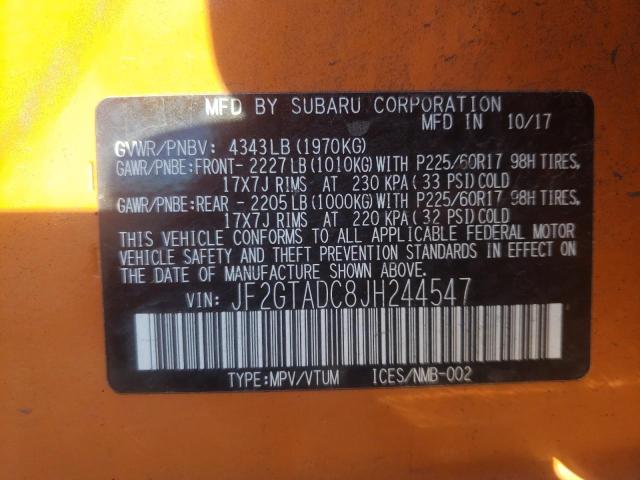 MFD BY SUBARU CORPORATION
MFD IN 10/17
GVWR/PNBV: 4343LB(1970KG)
GAWR/PNBE:FRONT- 2227LB(1010KG)WITH P225/60R17 98H TIRES,
17X7J RIMS AT 230 KPA(33 PSI)COLD
GAWR/PNBE:REAR - 2205LB(1000KG)WITH P225/60R17 98H TIRES,
17X7J RIMS AT 220 KPA(32 PSI)COLD
THIS VEHICLE CONFORMS TO ALL APPLICABLE FEDERAL MOTOR
VEHICLE SAFETY AND THEFT PREVENTION STANDARDS IN EFFECT ON
THE DATE OF MANUFACTURE SHOWN ABOVE.
VIN: JF2GTADC8JH244547
TYPE:MPV/VTUM ICES/NMB-002